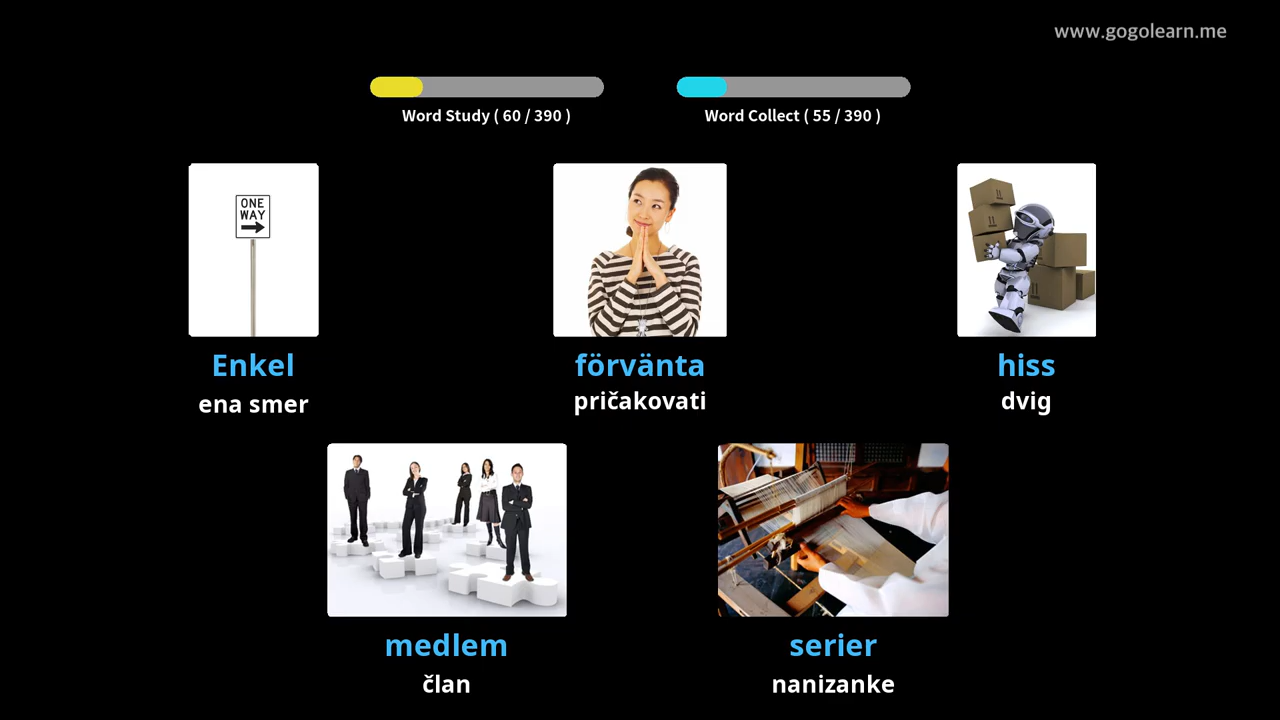 www.gogolearn.me
Word Study ( 60 / 390 )
Word Collect ( 55 / 390 )
ONE
WAY
Enkel
ena smer
förvänta
pričakovati
hiss
dvig
medlem
član
serier
nanizanke